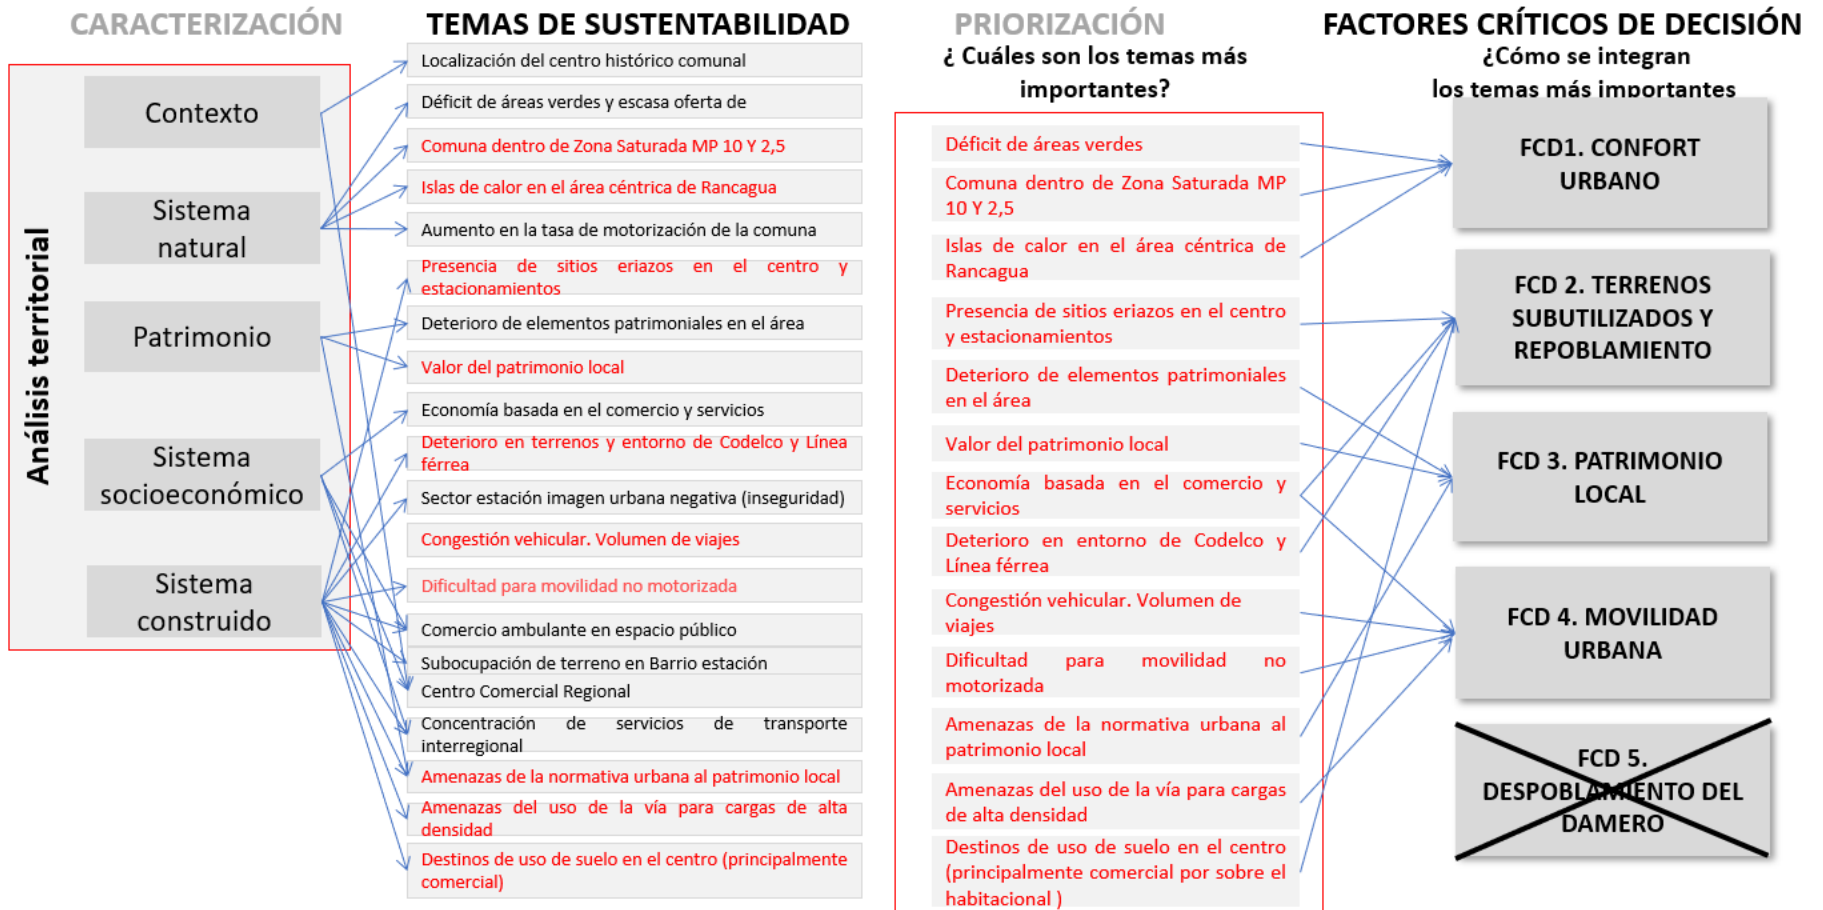 CARACTERIZACIÓN
Análisis territorial
Contexto
Sistema
natural
Patrimonio
Sistema
socioeconómico
Sistema
construido
TEMAS DE SUSTENTABILIDAD
Localización del centro histórico comunal
Déficit de áreas verdes y escasa oferta de
Comuna dentro de Zona Saturada MP 10 Y 2,5
Islas de calor en el área céntrica de Rancagua
Aumento en la tasa de motorización de la comuna
Presencia de sitios eriazos en el centro y
estacionamientos
Deterioro de elementos patrimoniales en el área
Valor del patrimonio local
Economía basada en el comercio y servicios
Deterioro en terrenos y entorno de Codelco y Línea
férrea
Sector estación imagen urbana negativa (inseguridad)
Congestión vehicular. Volumen de viajes
Dificultad para movilidad no motorizada
Comercio ambulante en espacio público
Subocupación de terreno en Barrio estación
Centro Comercial Regional
Concentración de servicios de transporte
interregional
Amenazas de la normativa urbana al patrimonio local
Amenazas del uso de la vía para cargas de alta
densidad
Destinos de uso de suelo en el centro (principalmente
comercial)
PRIORIZACIÓN
¿ Cuáles son los temas más
importantes?
Déficit de áreas verdes
Comuna dentro de Zona Saturada MP
10 Y 2,5
Islas de calor en el área céntrica de
Rancagua
Presencia de sitios eriazos en el centro
y estacionamientos
Deterioro de elementos patrimoniales
en el área
Valor del patrimonio local
Economía basada en el comercio y
servicios
Deterioro en entorno de Codelco y
Línea férrea
Congestión vehicular. Volumen de
viajes
Dificultad para movilidad no
motorizada
Amenazas de la normativa urbana al
patrimonio local
Amenazas del uso de la vía para cargas
de alta densidad
Destinos de uso de suelo en el centro
(principalmente comercial por sobre el
habitacional )
FACTORES CRÍTICOS DE DECISIÓN
¿Cómo se integran
los temas más importantes
FCD1. CONFORT
URBANO
FCD 2. TERRENOS
SUBUTILIZADOS Y
REPOBLAMIENTO
FCD 3. PATRIMONIO
LOCAL
FCD 4. MOVILIDAD
URBANA
FCD 5.
DESPOBLAMIENTO DEL
DAMERO